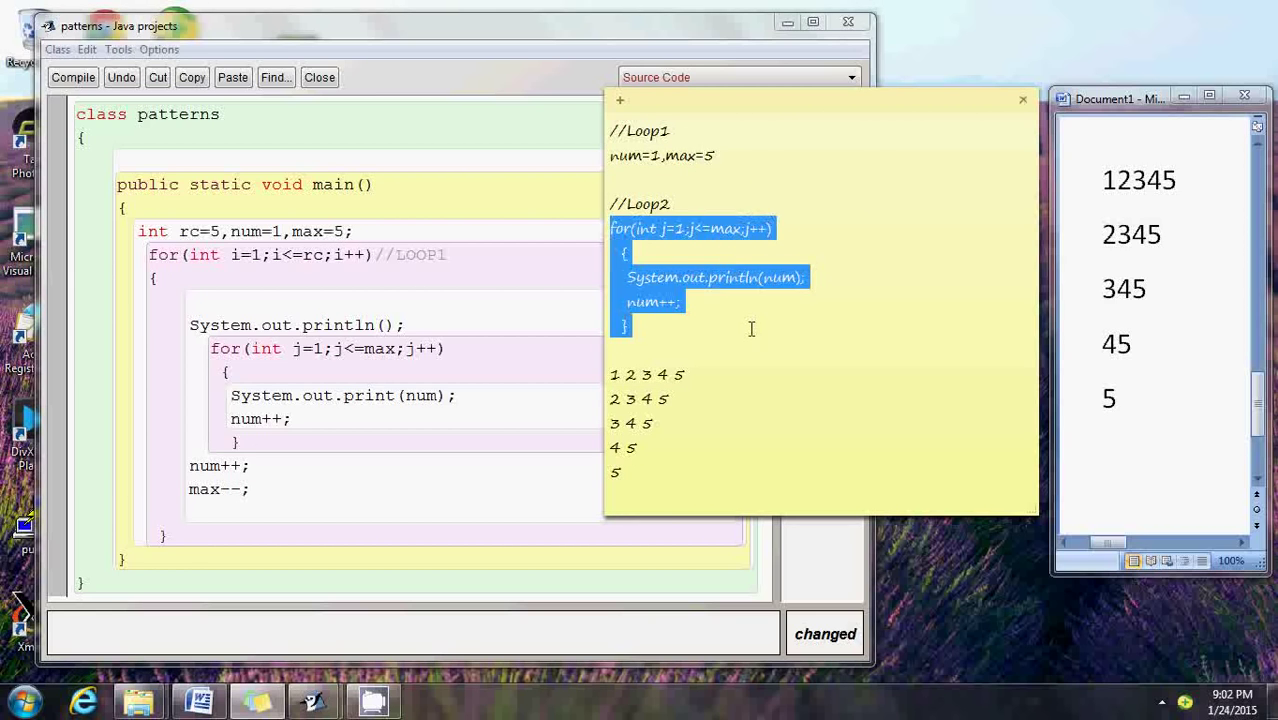 patterns - Java projects
Class Edit Tools Options
Compile Undo Cut Copy Paste Find... Close
Source Code
class patterns
{
public static void main()
{
int rc=5,num=1,max=5;
for(int i=1;i<=rc;i++)//LOOP1
{
System.out.println();
for(int j=1;j<=max;j++)
{
System.out.print(num);
num++;
}
num++;
max--;
}
}
}
changed
//Loop1
num=1,max=5
//Loop2
for(int j=1;j<=max;j++)
{
System.out.println(num);
num++;
}
1 2 3 4 5
2 3 4 5
3 4 5
4 5
5
Document1 - Mi...
12345
2345
345
45
5
100%
9:02 PM
1/24/2015